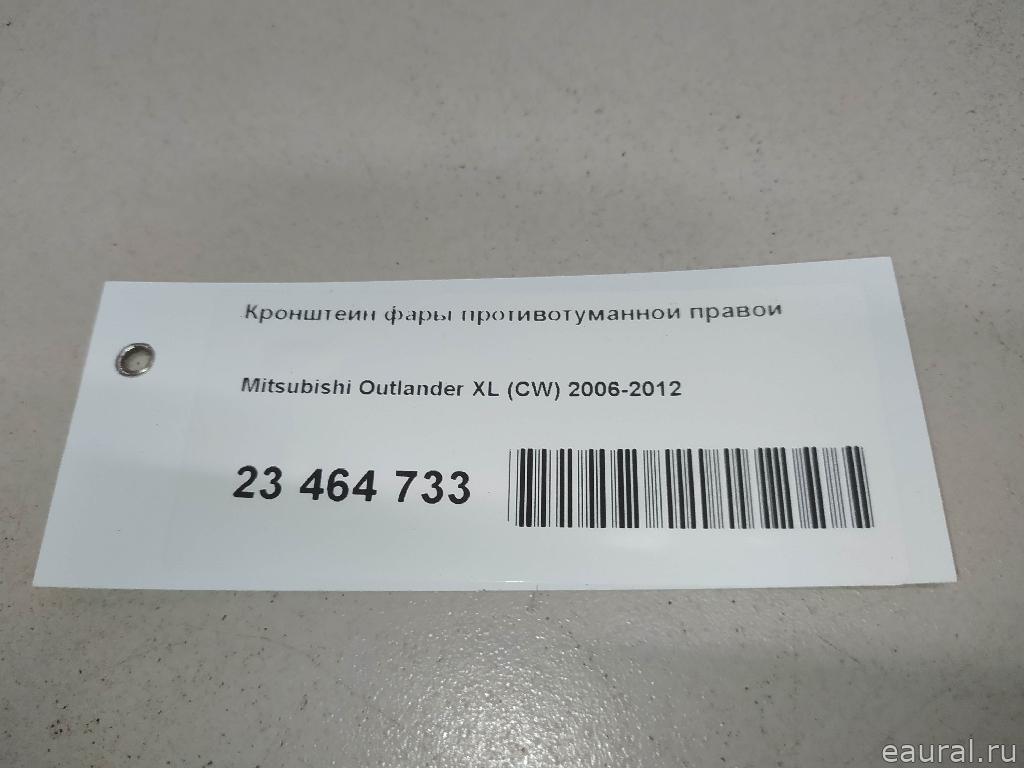 Кронштейн фары противотуманной правой
Mitsubishi Outlander XL (CW) 2006-2012
23 464 733
eaural.ru